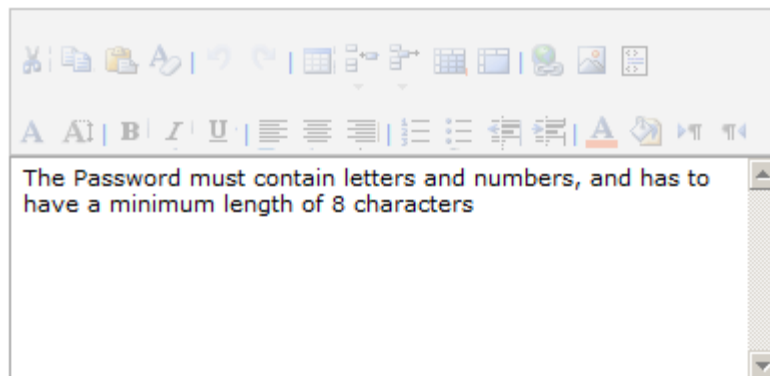 The Password must contain letters and numbers, and has to
have a minimum length of 8 characters